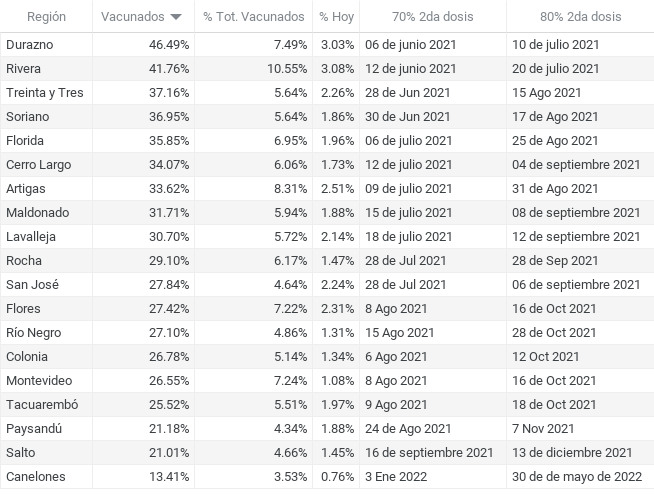 Región Vacunados % Tot. Vacunados % Hoy 70% 2da dosis 80% 2da dosis
Durazno 46.49% 7.49% 3.03% 06 de junio 2021 10 de julio 2021
Rivera 41.76% 10.55% 3.08% 12 de junio 2021 20 de julio 2021
Treinta y Tres 37.16% 5.64% 2.26% 28 de Jun 2021 15 Ago 2021
Soriano 36.95% 5.64% 1.86% 30 de Jun 2021 17 de Ago 2021
Florida 35.85% 6.95% 1.96% 06 de julio 2021 25 de Ago 2021
Cerro Largo 34.07% 6.06% 1.73% 12 de julio 2021 04 de septiembre 2021
Artigas 33.62% 8.31% 2.51% 09 de julio 2021 31 de Ago 2021
Maldonado 31.71% 5.94% 1.88% 15 de julio 2021 08 de septiembre 2021
Lavalleja 30.70% 5.72% 2.14% 18 de julio 2021 12 de septiembre 2021
Rocha 29.10% 6.17% 1.47% 28 de Jul 2021 28 de Sep 2021
San José 27.84% 4.64% 2.24% 28 de Jul 2021 06 de septiembre 2021
Flores 27.42% 7.22% 2.31% 8 Ago 2021 16 de Oct 2021
Río Negro 27.10% 4.86% 1.31% 15 Ago 2021 28 de Oct 2021
Colonia 26.78% 5.14% 1.34% 6 Ago 2021 12 Oct 2021
Montevideo 26.55% 7.24% 1.08% 8 Ago 2021 16 de Oct 2021
Tacuarembó 25.52% 5.51% 1.97% 9 Ago 2021 18 de Oct 2021
Paysandú 21.18% 4.34% 1.88% 24 de Ago 2021 7 Nov 2021
Salto 21.01% 4.66% 1.45% 16 de septiembre 2021 13 de diciembre 2021
Canelones 13.41% 3.53% 0.76% 3 Ene 2022 30 de de mayo de 2022